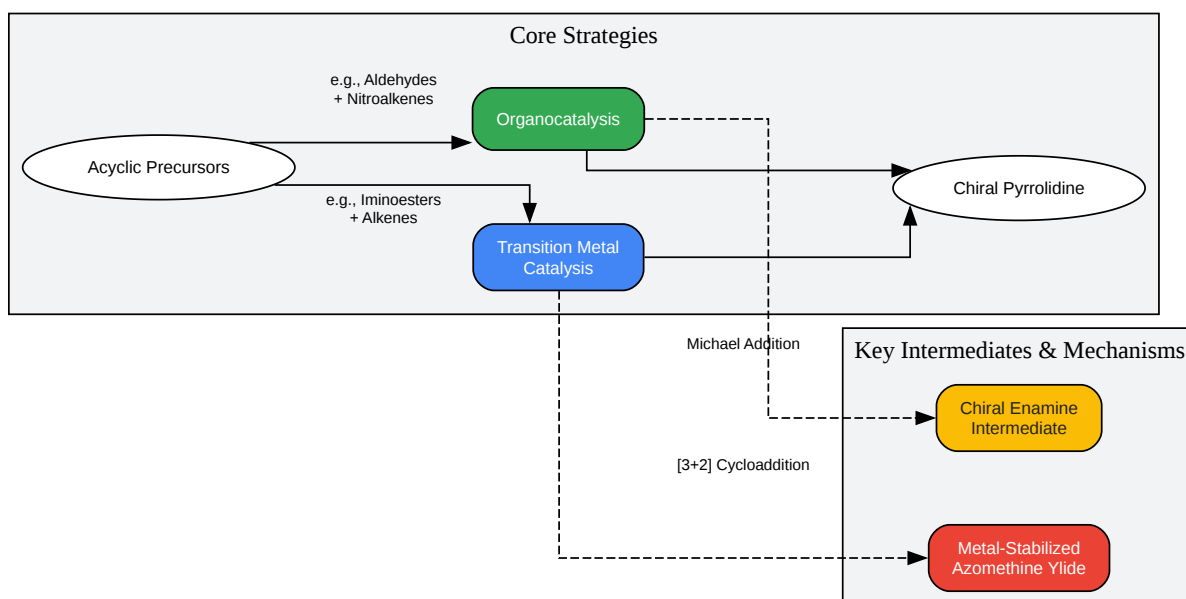 Core Strategies
e.g., Aldehydes
+ Nitroalkenes
Organocatalysis
Acyclic Precursors
Chiral Pyrrolidine
e.g., Iminoesters
+ Alkenes
Transition Metal
Catalysis
Michael Addition
Key Intermediates & Mechanisms
Chiral Enamine
Intermediate
[3+2] Cycloaddition
Metal-Stabilized
Azomethine Ylide